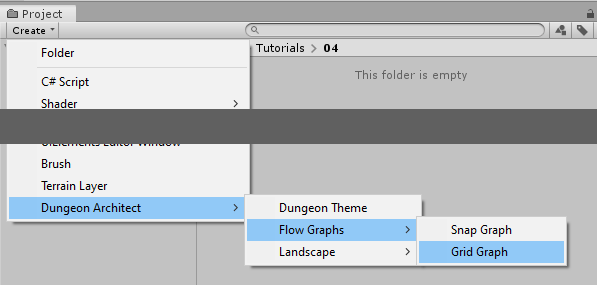 Project
Create
Tutorials > 04
Folder
This folder is empty
C# Script
Shader
Brush
Terrain Layer
Dungeon Architect
Dungeon Theme
Flow Graphs
Snap Graph
Landscape
Grid Graph